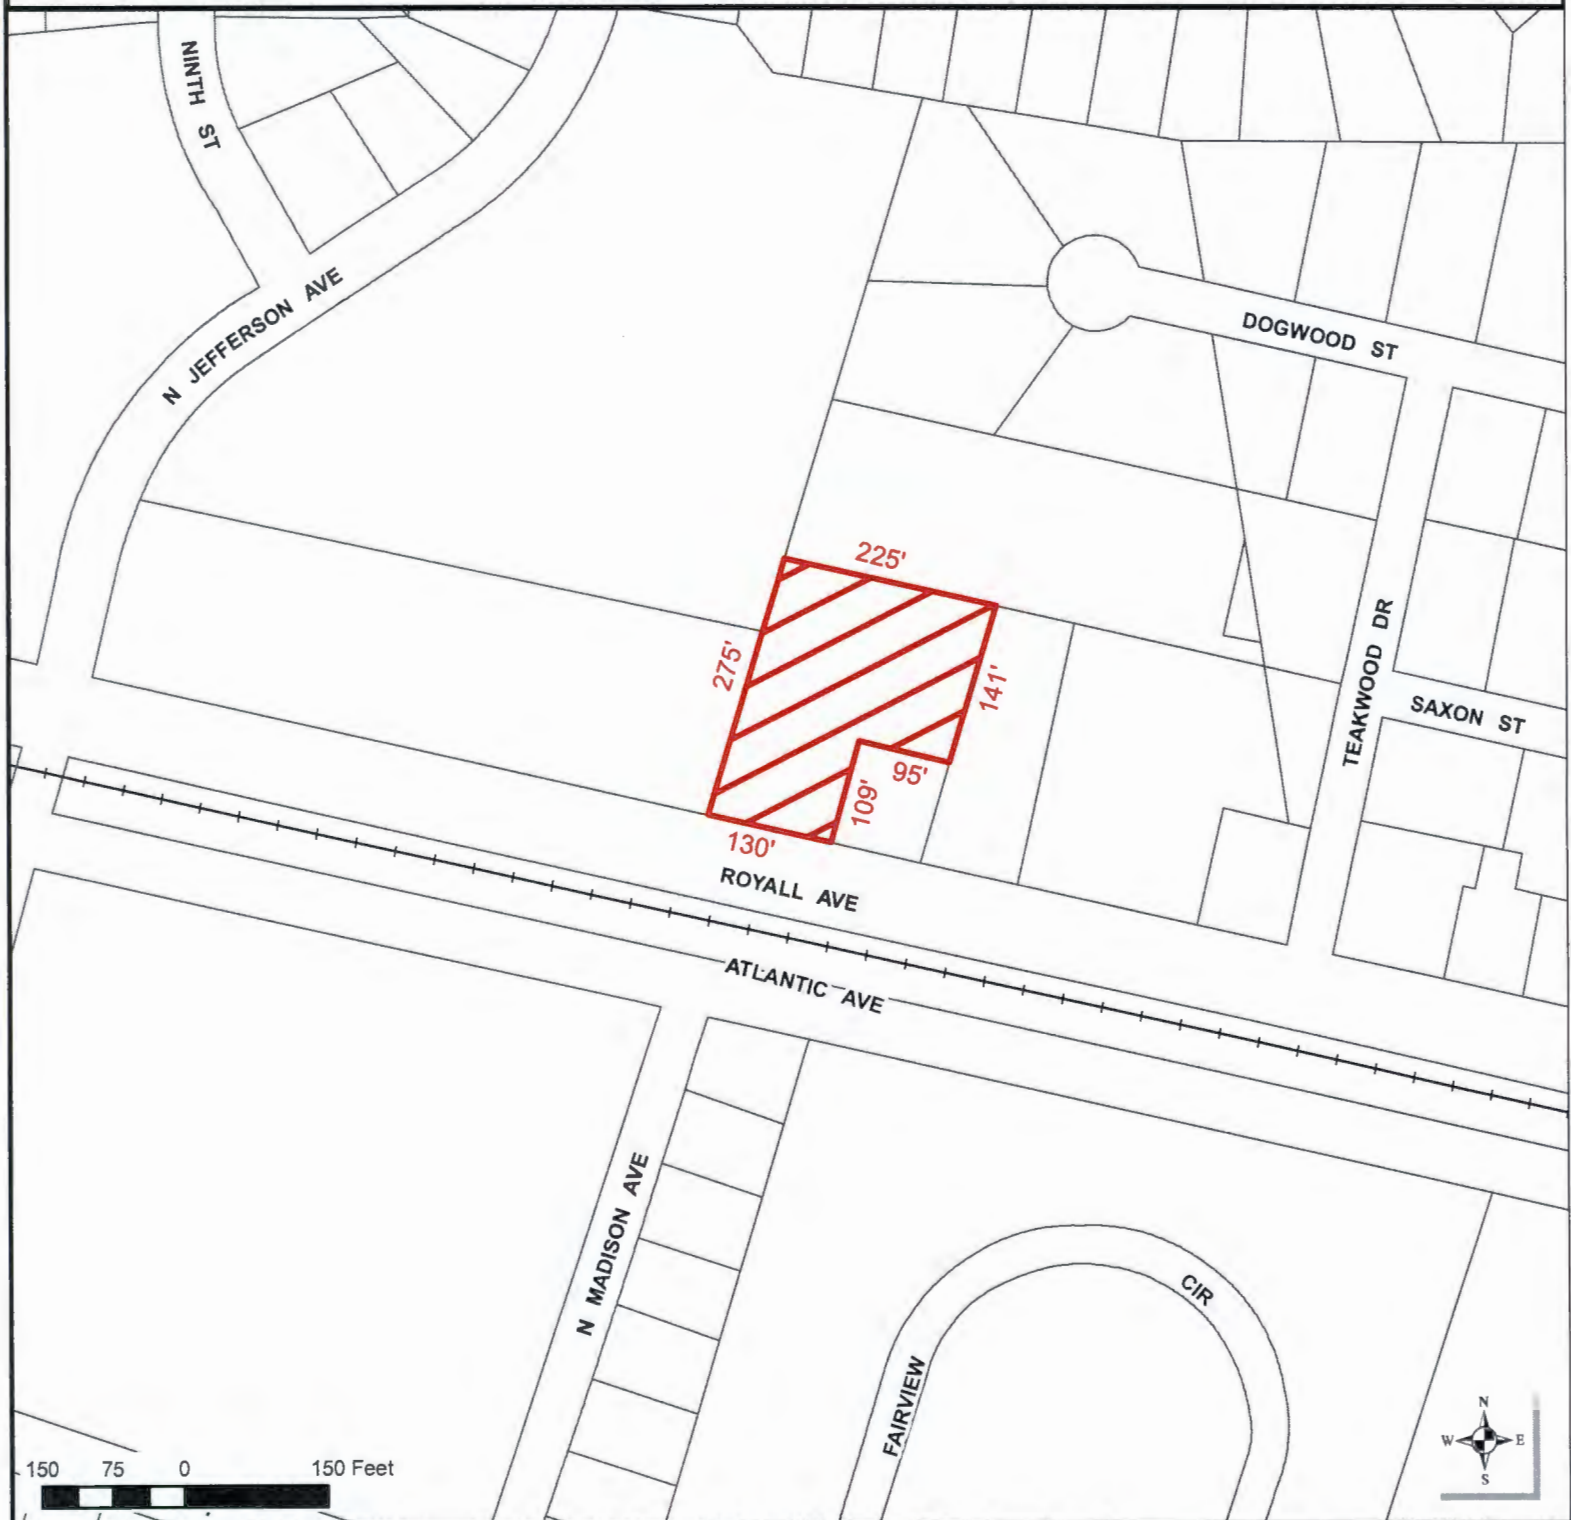 NINTH ST
N JEFFERSON AVE
DOGWOOD ST
225'
275'
141'
TEAKWOOD DR
SAXON ST
95'
109'
130'
ROYALL AVE
ATLANTIC AVE
N MADISON AVE
CIR
FAIRVIEW
N
W E
S
150 75 0 150 Feet